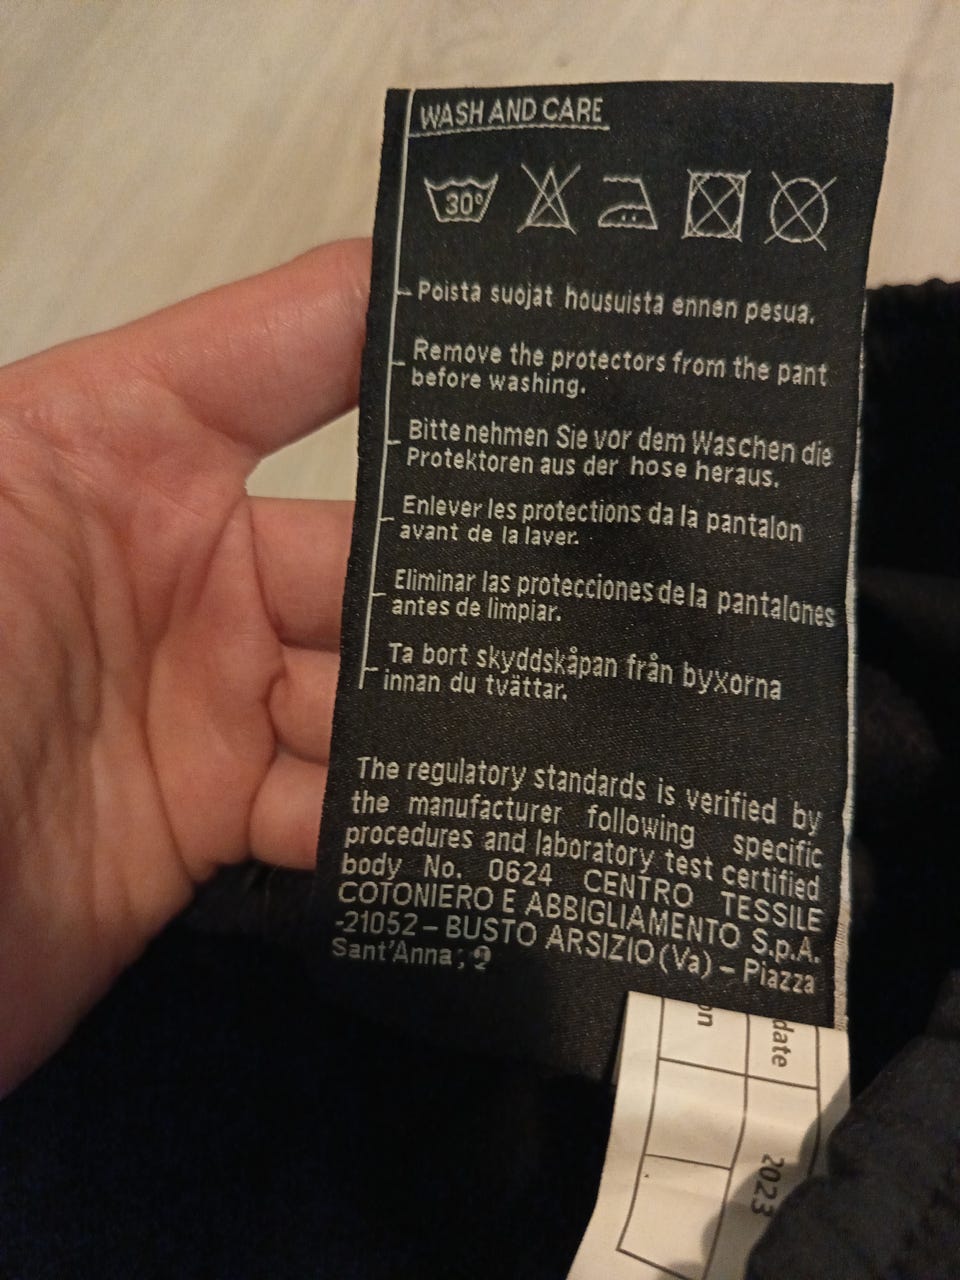 WASH AND CARE
30°
Poista suojat housuista ennen pesua.
Remove the protectors from the pant
before washing.
Bitte nehmen Sie vor dem Waschen die
Protektoren aus der hose heraus.
Enlever les protections da la pantalon
avant de la laver.
Eliminar las protecciones de la pantalones
antes de limpiar.
Ta bort skyddskåpan från byxorna
innan du tvättar.
The regulatory standards is verified by
the manufacturer following specific
procedures and laboratory test certified
body No. 0624 CENTRO TESSILE
COTONIERO E ABBIGLIAMENTO S.p.A.
-21052 – BUSTO ARSIZIO (Va) – Piazza
Sant'Anna, 2
on
date
2023